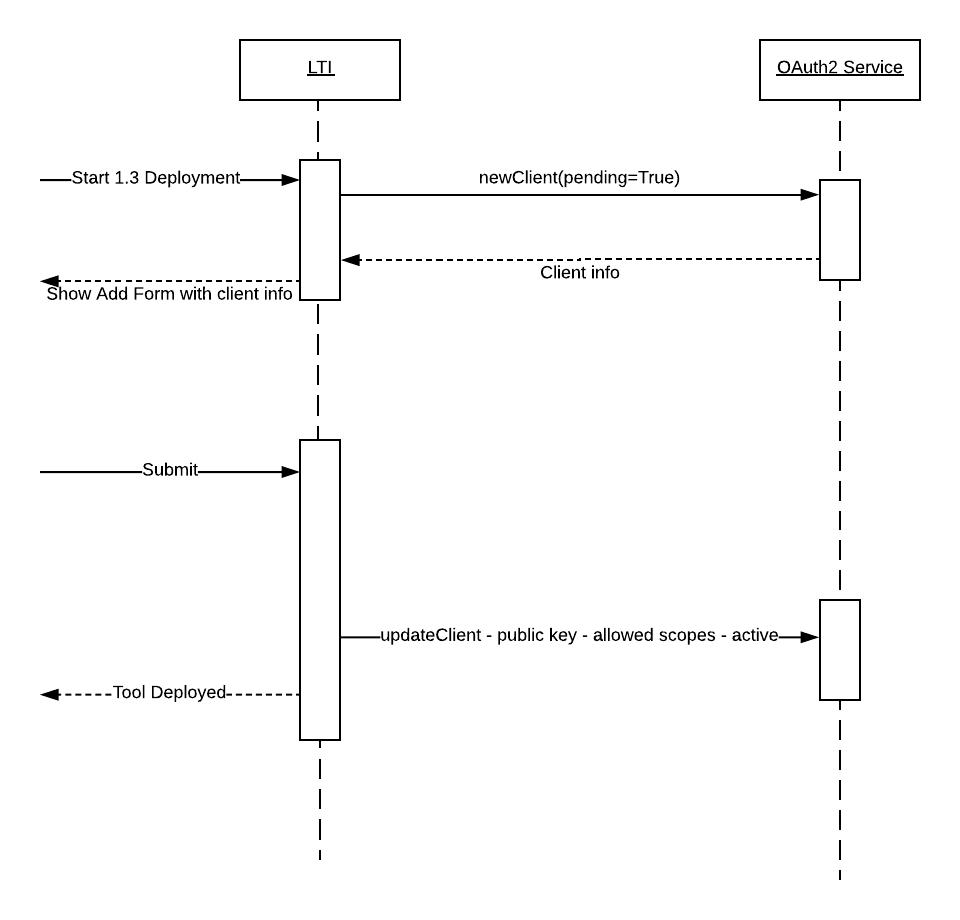 LTI
OAuth2 Service
Start 1.3 Deployment
newClient(pending=True)
Client info
Show Add Form with client info
Submit
updateClient - public key - allowed scopes - active
Tool Deployed